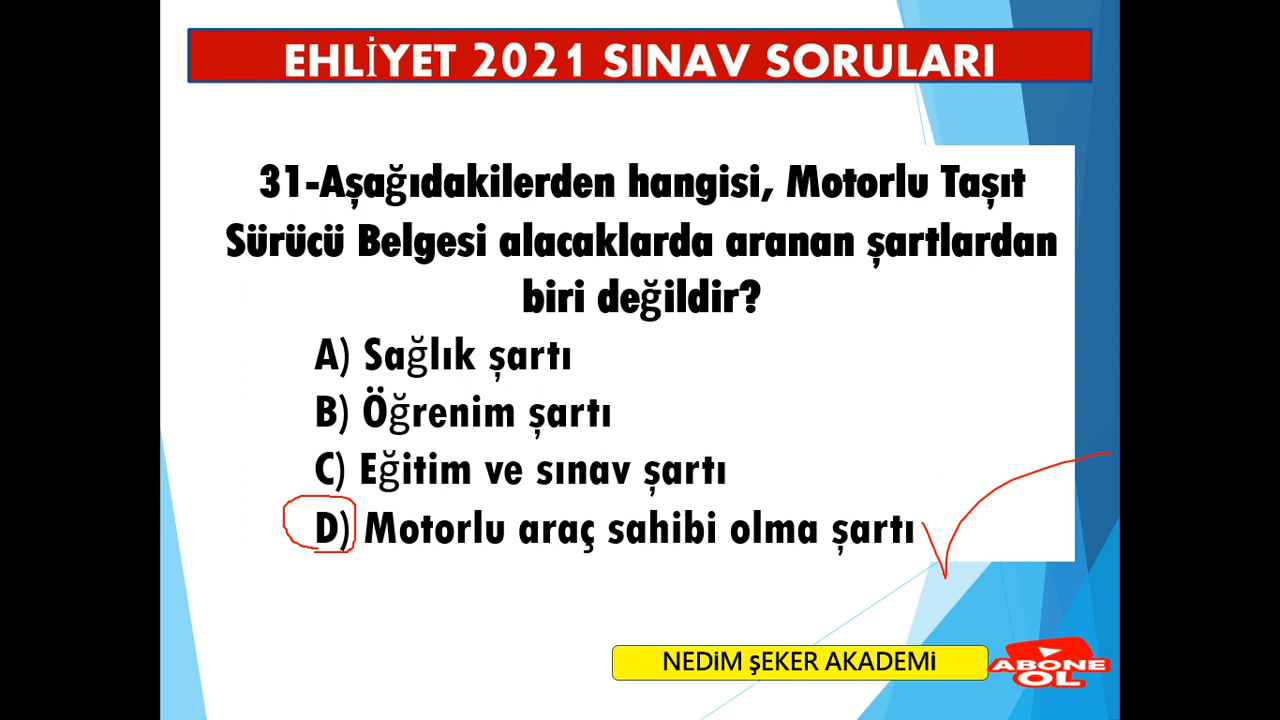 EHLİYET 2021 SINAV SORULARI
31-Aşağıdakilerden hangisi, Motorlu Taşıt
Sürücü Belgesi alacaklarda aranan şartlardan
biri değildir?
A) Sağlık şartı
B) Öğrenim şartı
C) Eğitim ve sınav şartı
D) Motorlu araç sahibi olma şartı
NEDİM ŞEKER AKADEMİ
ABONE
OL